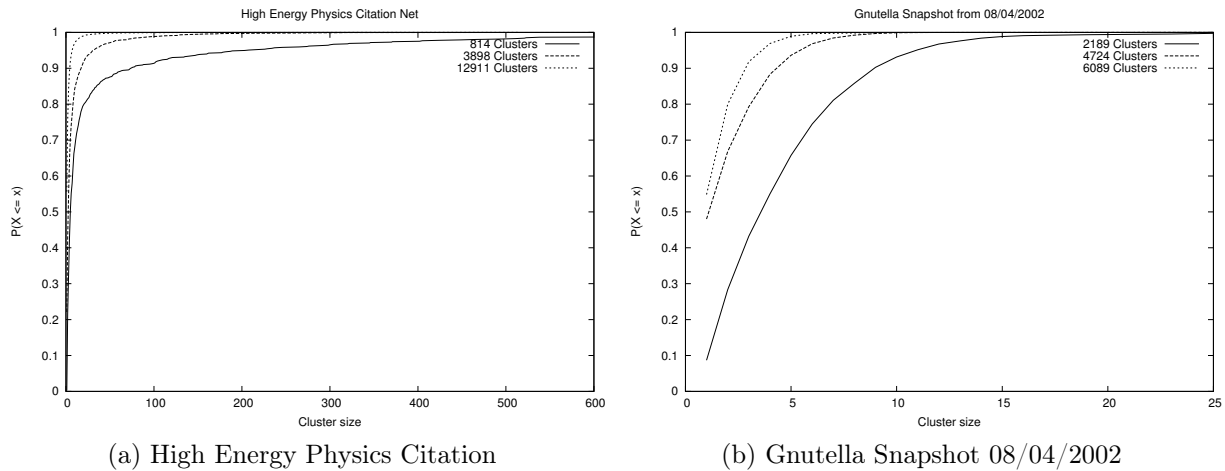 High Energy Physics Citation Net
1
0.9
0.8
0.7
0.6
0.5
0.4
0.3
0.2
0.1
0
P(X <= x)
814 Clusters
3898 Clusters
12911 Clusters
0 100 200 300 400 500 600
Cluster size
(a) High Energy Physics Citation
Gnutella Snapshot from 08/04/2002
1
0.9
0.8
0.7
0.6
0.5
0.4
0.3
0.2
0.1
0
P(X <= x)
2189 Clusters
4724 Clusters
6089 Clusters
0 5 10 15 20 25
Cluster size
(b) Gnutella Snapshot 08/04/2002